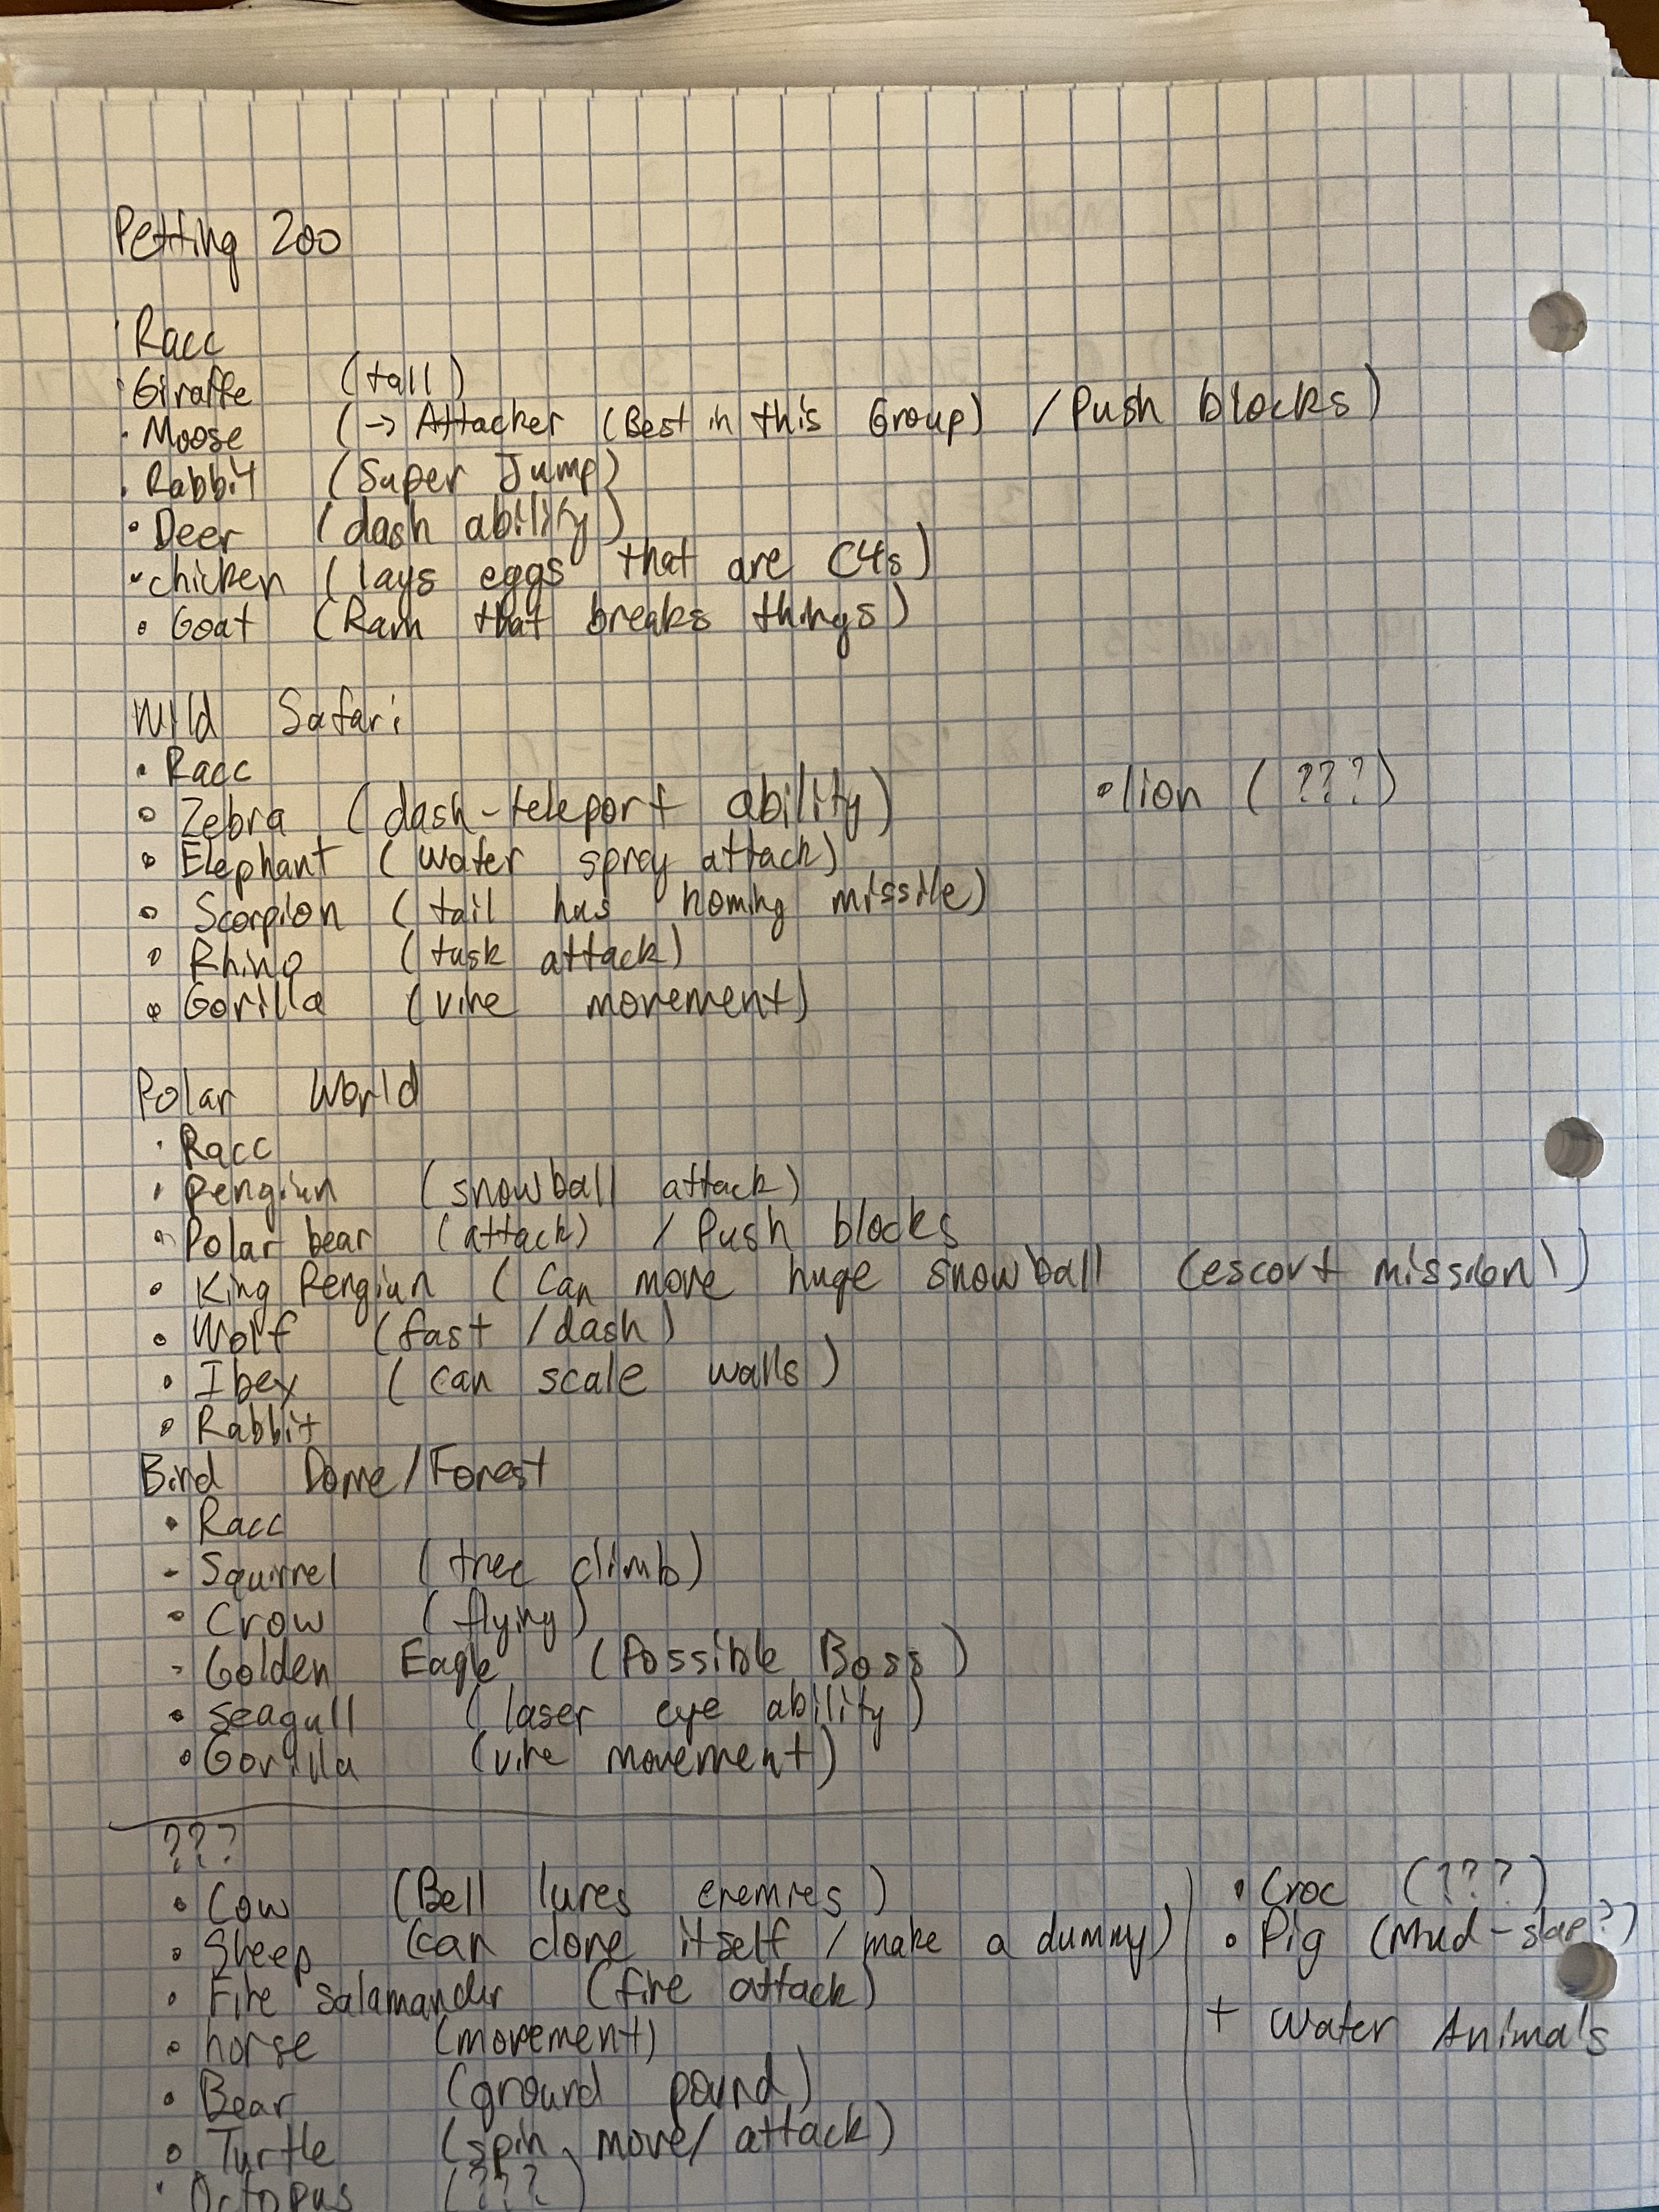 Petting Zoo
· Racc
· Giraffe (tall)
· Moose (-> Attacker (Best in this Group) / Push blocks)
· Rabbit (Super Jump)
• Deer (dash ability)
• chicken (lays eggs that are C4s)
• Goat (Ram that breaks things)
Wild Safari
• Racc
• Zebra (dash-teleport ability)
• lion (???)
• Elephant (water spray attack)
• Scorpion (tail has homing missile)
• Rhino (tusk attack)
• Gorilla (vine movement)
Polar World
· Racc
· Pengiun (snowball attack)
• Polar bear (attack) / Push blocks
• King Pengiun (Can move huge snowball (escort mission!)
• Wolf (fast / dash)
• Ibex (can scale walls)
• Rabbit
Bird Dome/Forest
• Racc
- Squirrel (tree climb)
• Crow (flying)
- Golden Eagle (Possible Boss)
• seagull (laser eye ability)
• Gorilla (vine movement)
???
• Cow (Bell lures enemies)
• Sheep (can clone itself / make a dummy)
• Fire salamander (fire attack)
• horse (movement)
• Bear (ground pound)
• Turtle (spin move/ attack)
• Octopus (???)
• Croc (???)
• Pig (Mud-slap?)
+ Water Animals